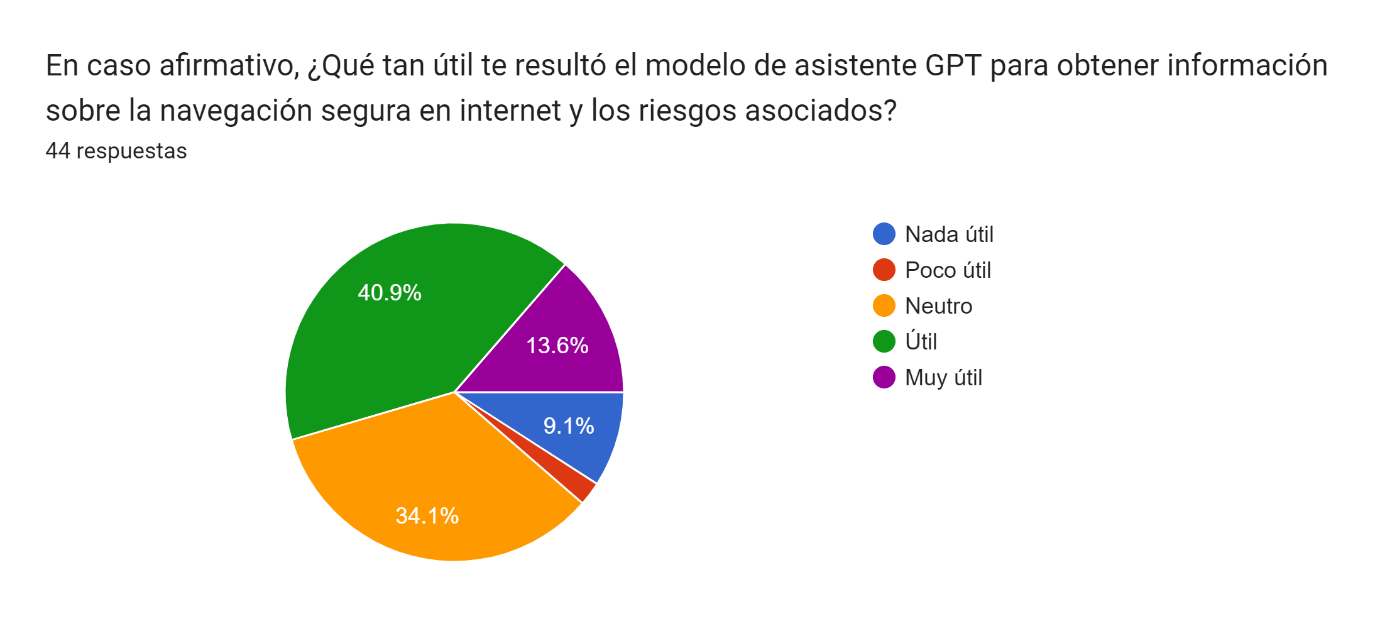 En caso afirmativo, ¿Qué tan útil te resultó el modelo de asistente GPT para obtener información
sobre la navegación segura en internet y los riesgos asociados?
44 respuestas
Nada útil
Poco útil
Neutro
Útil
Muy útil
40.9%
13.6%
9.1%
34.1%